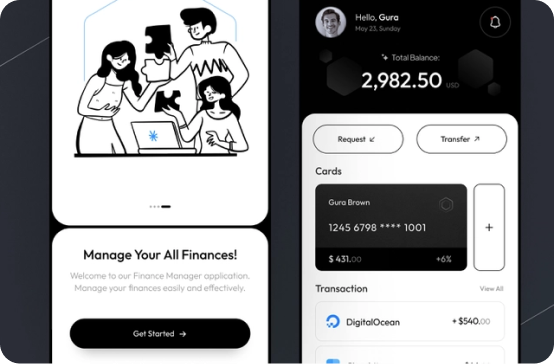 Manage Your All Finances!
Welcome to our Finance Manager application.
Manage your finances easily and effectively.
Get Started →
Hello, Gura
May 23, Sunday
Total Balance:
2,982.50 USD
Request ↙
Transfer ↗
Cards
Gura Brown
1245 6798 **** 1001
$ 431.00
+6%
+
Transaction
View All
DigitalOcean
+$540.00